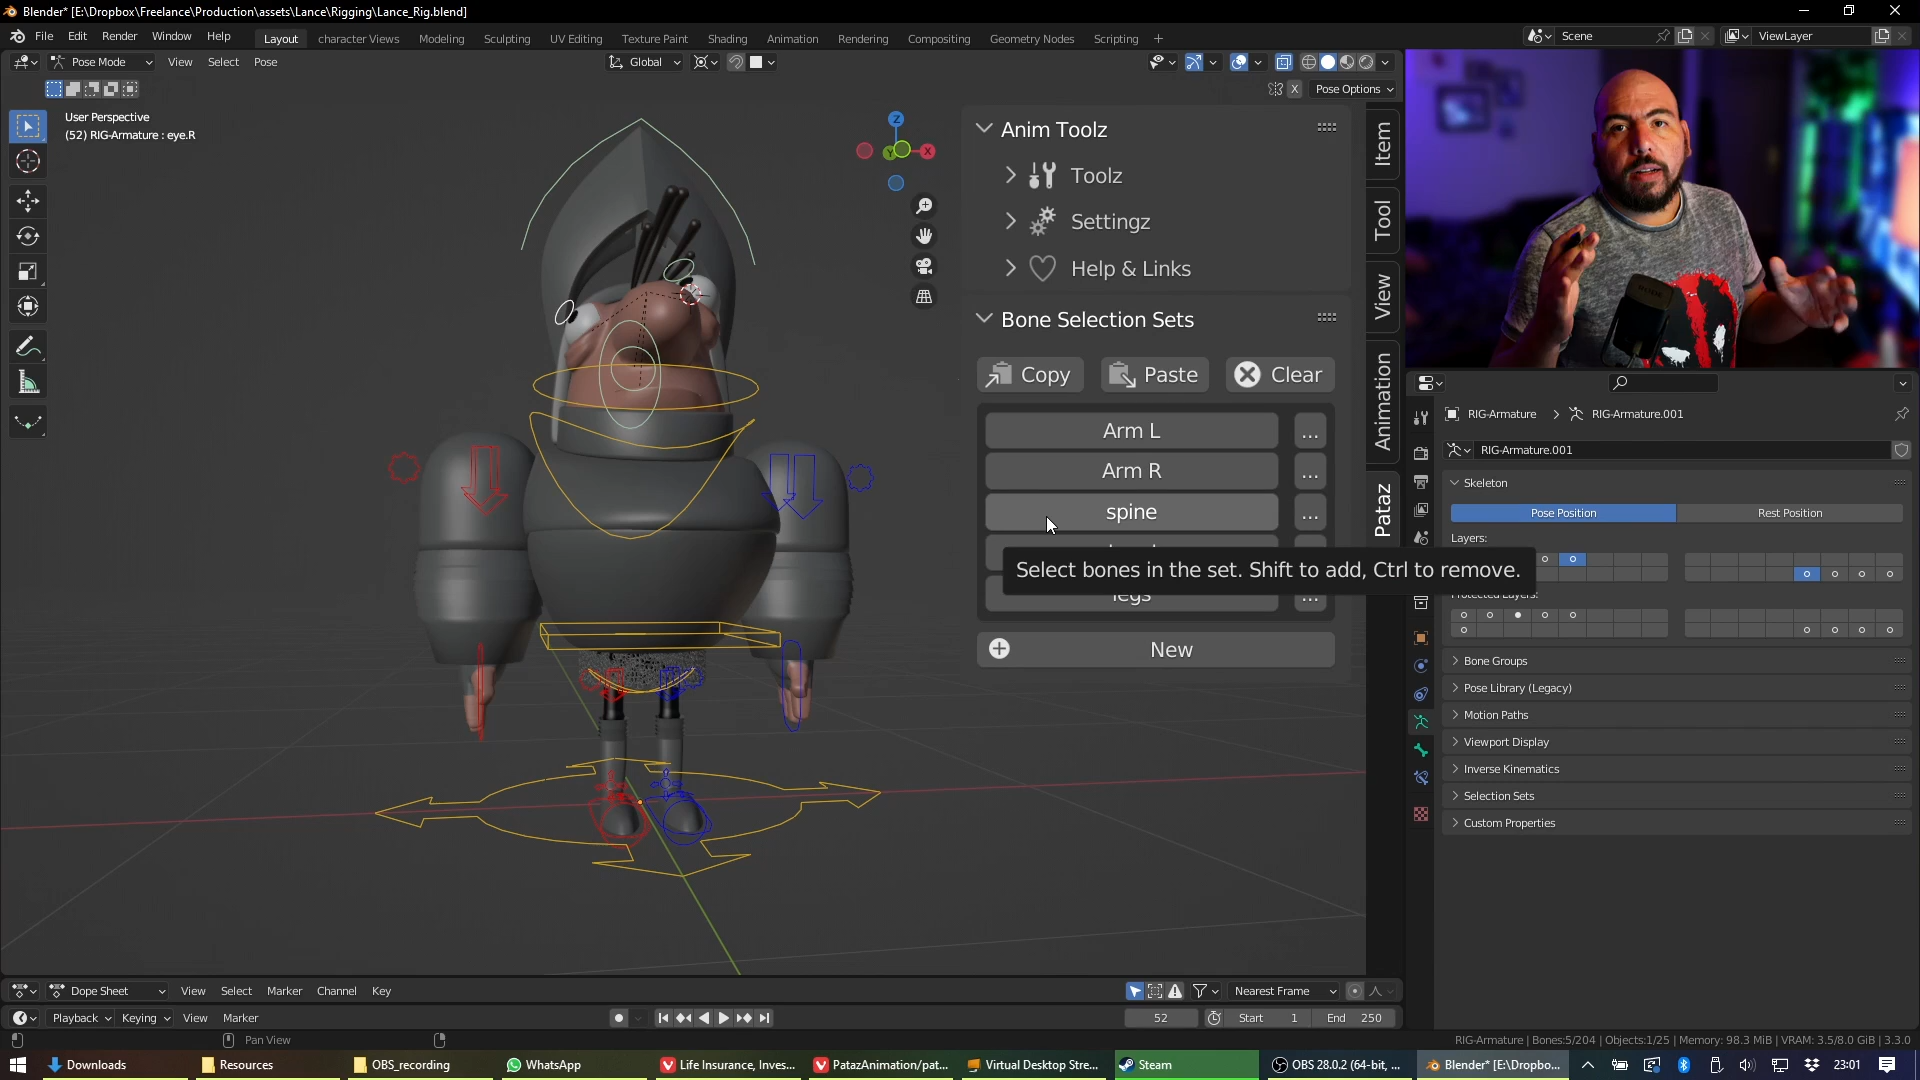 Blender* [E:\Dropbox\Freelance\Production\assets\Lance\Rigging\Lance_Rig.blend]
File Edit Render Window Help Layout character Views Modeling Sculpting UV Editing Texture Paint Shading Animation Rendering Compositing Geometry Nodes Scripting + Scene ViewLayer
Pose Mode View Select Pose Global
X Pose Options
User Perspective
(52) RIG-Armature : eye.R
Z
Y X
Anim Toolz
Toolz
Settingz
Help & Links
Bone Selection Sets
Copy Paste Clear
Arm L ...
Arm R ...
spine ...
Select bones in the set. Shift to add, Ctrl to remove.
legs ...
New
Item
Tool
View
Animation
Pataz
RIG-Armature > RIG-Armature.001
RIG-Armature.001
Skeleton
Pose Position Rest Position
Layers:
Protected Layers:
Bone Groups
Pose Library (Legacy)
Motion Paths
Viewport Display
Inverse Kinematics
Selection Sets
Custom Properties
Dope Sheet View Select Marker Channel Key Nearest Frame
Playback Keying View Marker 52 Start 1 End 250
Pan View RIG-Armature | Bones:5/204 | Objects:1/25 | Memory: 98.3 MiB | VRAM: 3.5/8.0 GiB | 3.3.0
Downloads Resources OBS_recording WhatsApp Life Insurance, Inves... PatazAnimation/pat... Virtual Desktop Stre... Steam OBS 28.0.2 (64-bit, ... Blender* [E:\Dropbo... 23:01